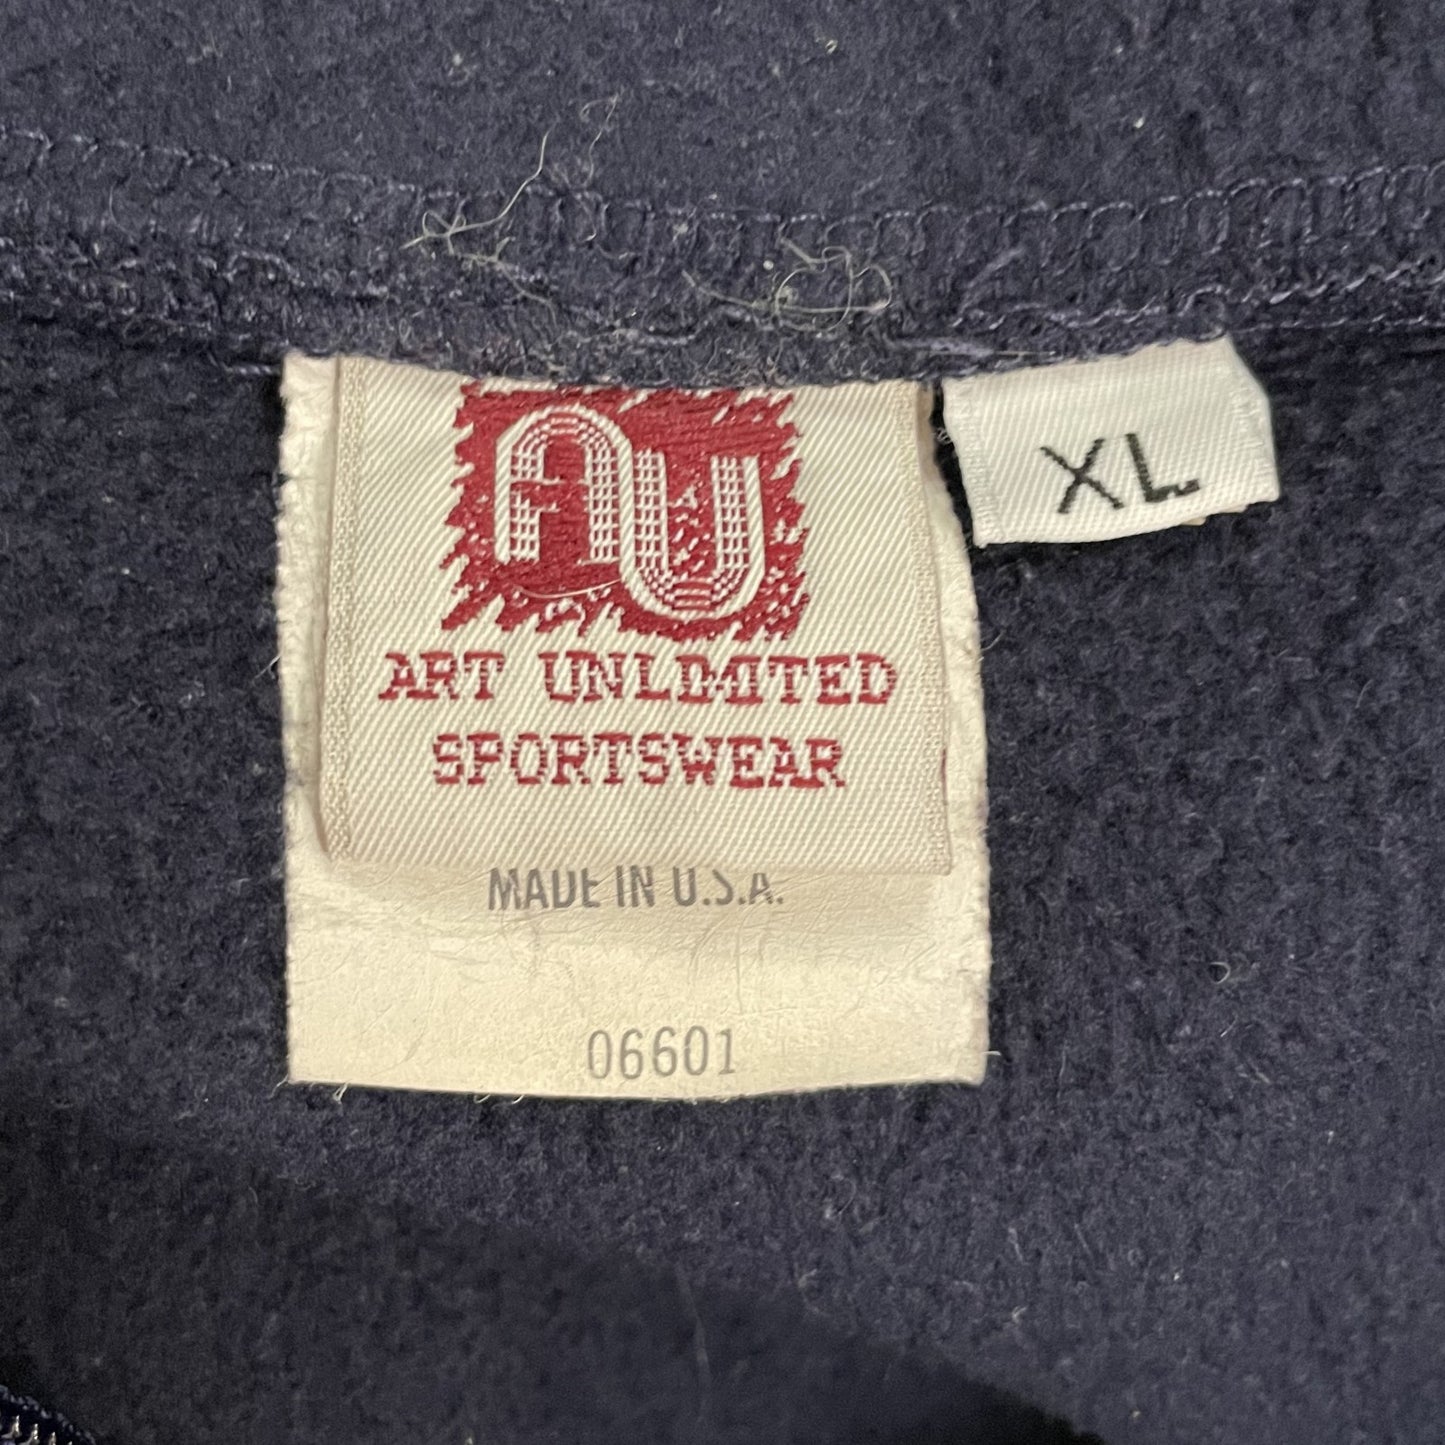 AU
XL
ART UNLIMITED
SPORTSWEAR
MADE IN U.S.A.
06601